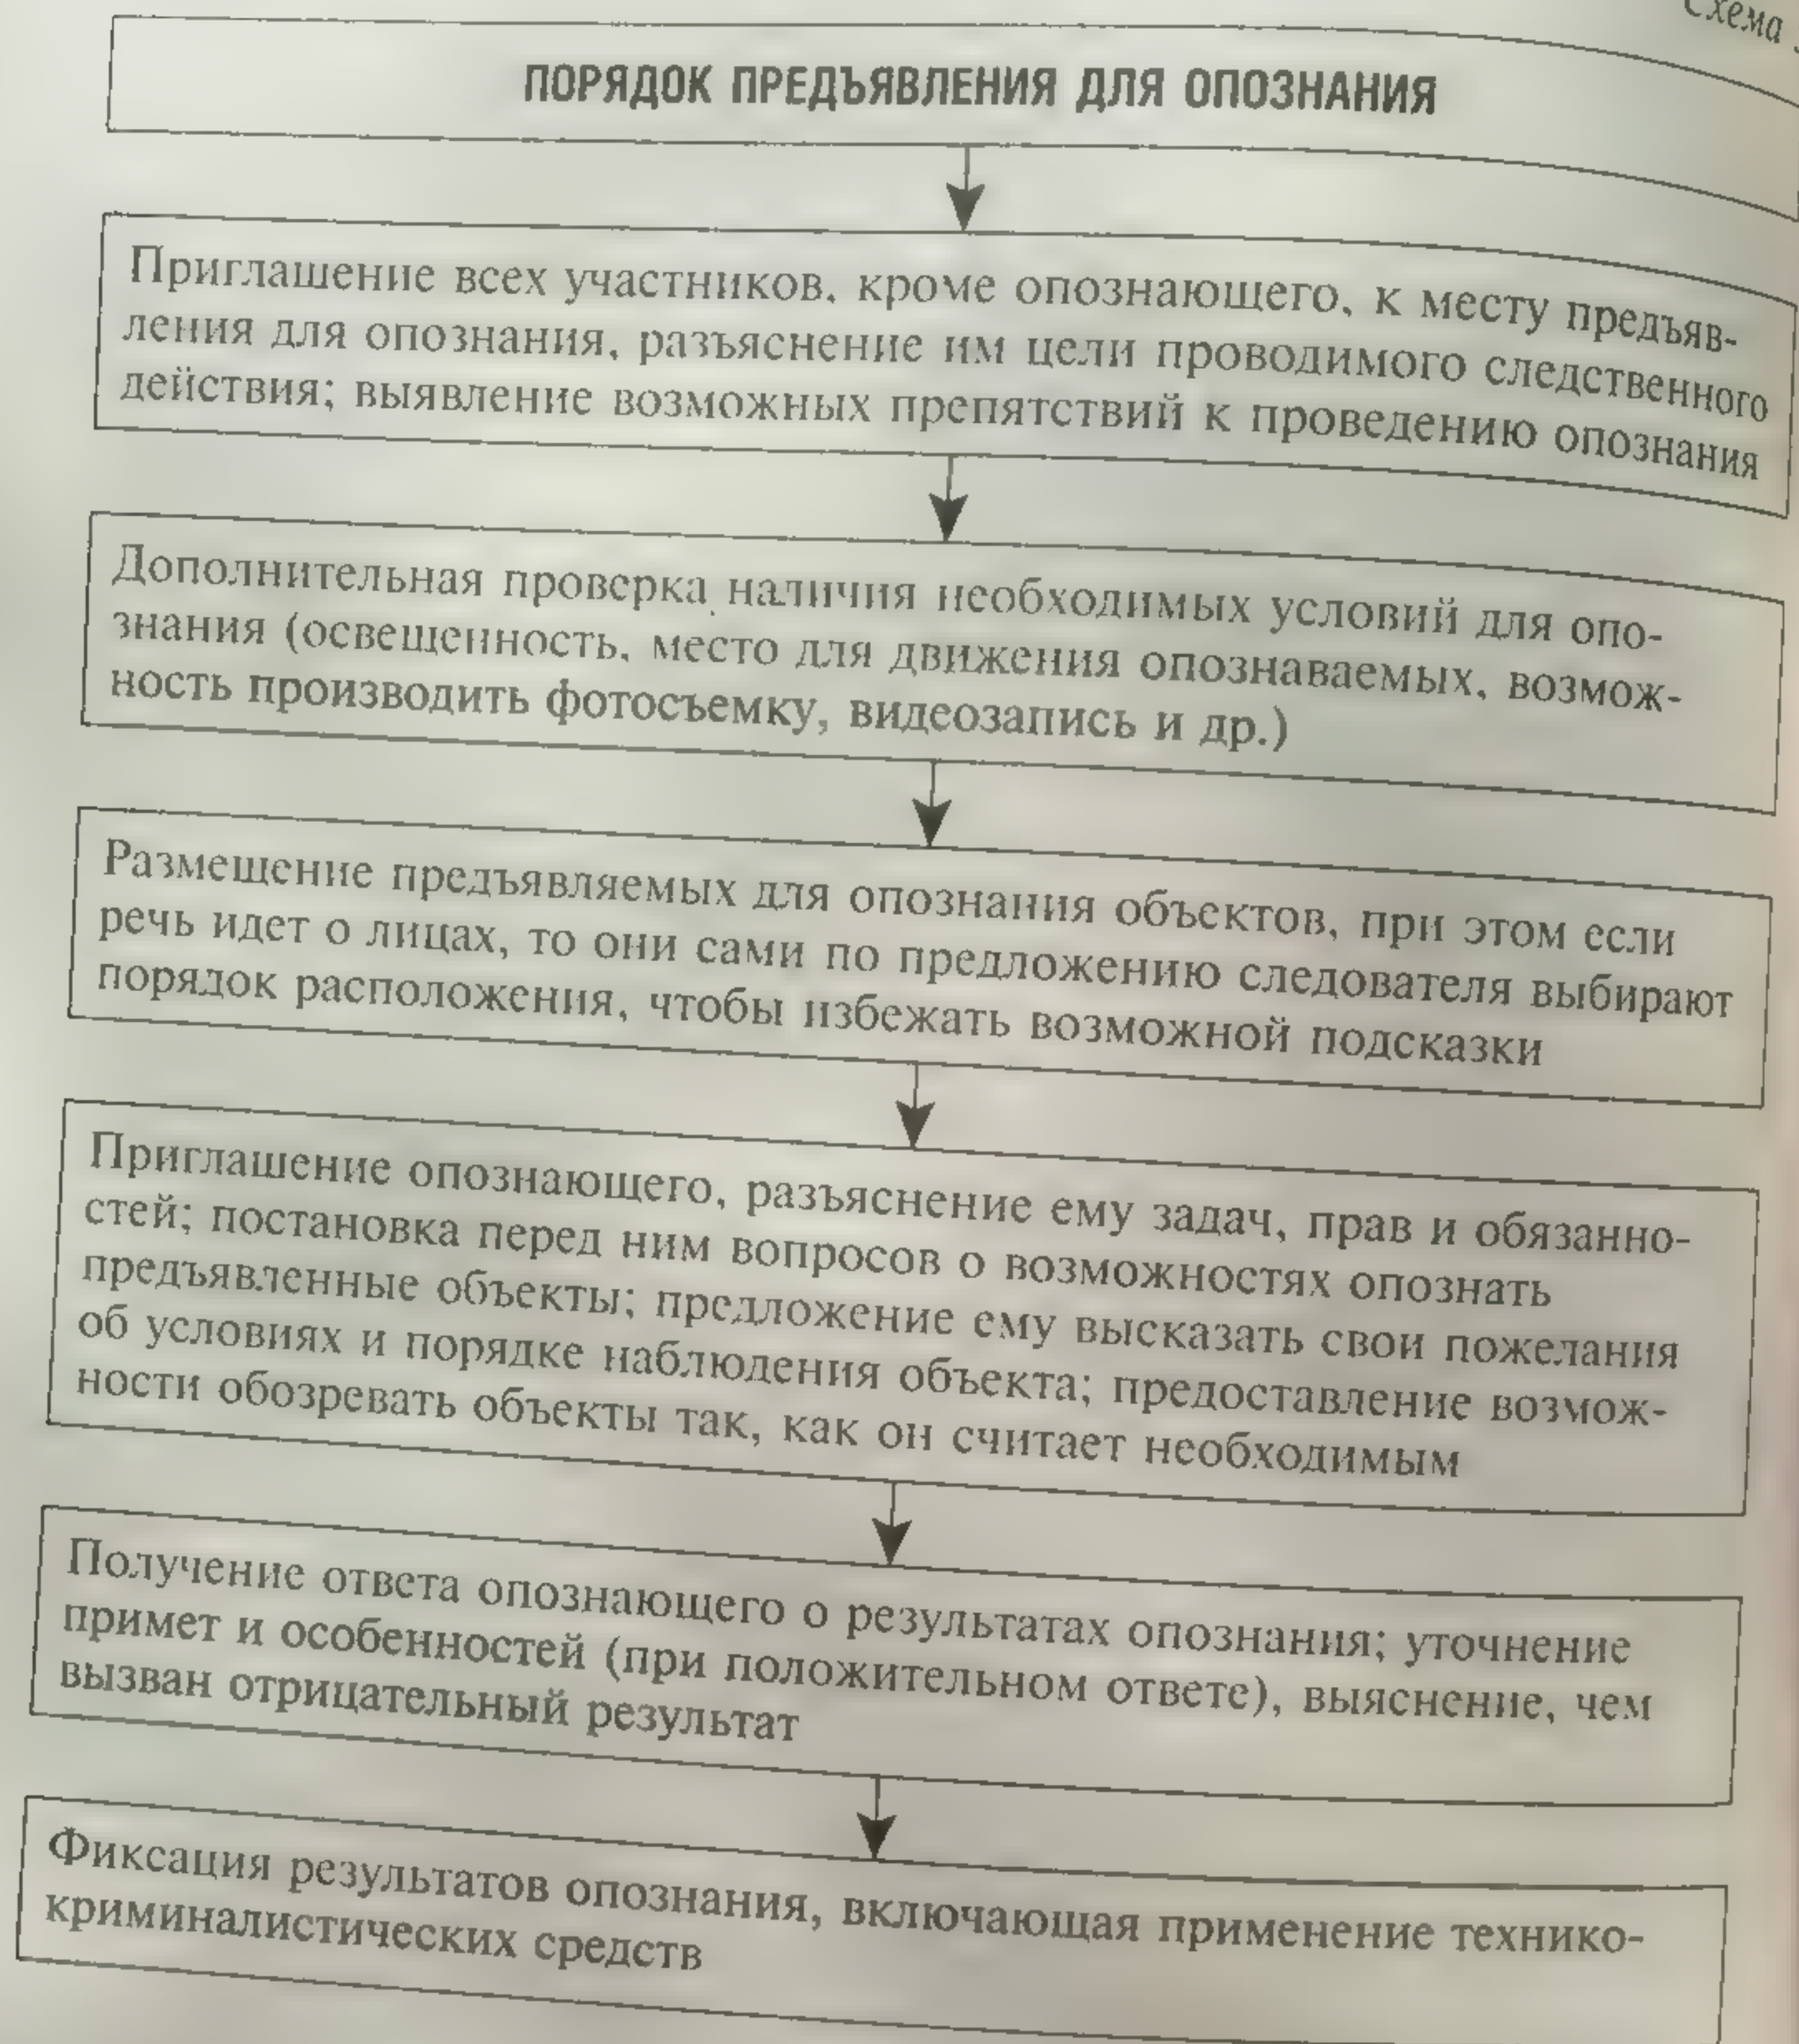 Схема
ПОРЯДОК ПРЕДЪЯВЛЕНИЯ ДЛЯ ОПОЗНАНИЯ
Приглашение всех участников, кроме опознающего, к месту предъяв-
ления для опознания, разъяснение им цели проводимого следственного
действия; выявление возможных препятствий к проведению опознания
Дополнительная проверка наличия необходимых условий для опо-
знания (освещенность, место для движения опознаваемых, возмож-
ность производить фотосъемку, видеозапись и др.)
Размещение предъявляемых для опознания объектов, при этом если
речь идет о лицах, то они сами по предложению следователя выбирают
порядок расположения, чтобы избежать возможной подсказки
Приглашение опознающего, разъяснение ему задач, прав и обязанно-
стей; постановка перед ним вопросов о возможностях опознать
предъявленные объекты; предложение ему высказать свои пожелания
об условиях и порядке наблюдения объекта; предоставление возмож-
ности обозревать объекты так, как он считает необходимым
Получение ответа опознающего о результатах опознания; уточнение
примет и особенностей (при положительном ответе), выяснение, чем
вызван отрицательный результат
Фиксация результатов опознания, включающая применение технико-
криминалистических средств